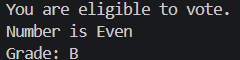 You are eligible to vote.
Number is Even
Grade: B